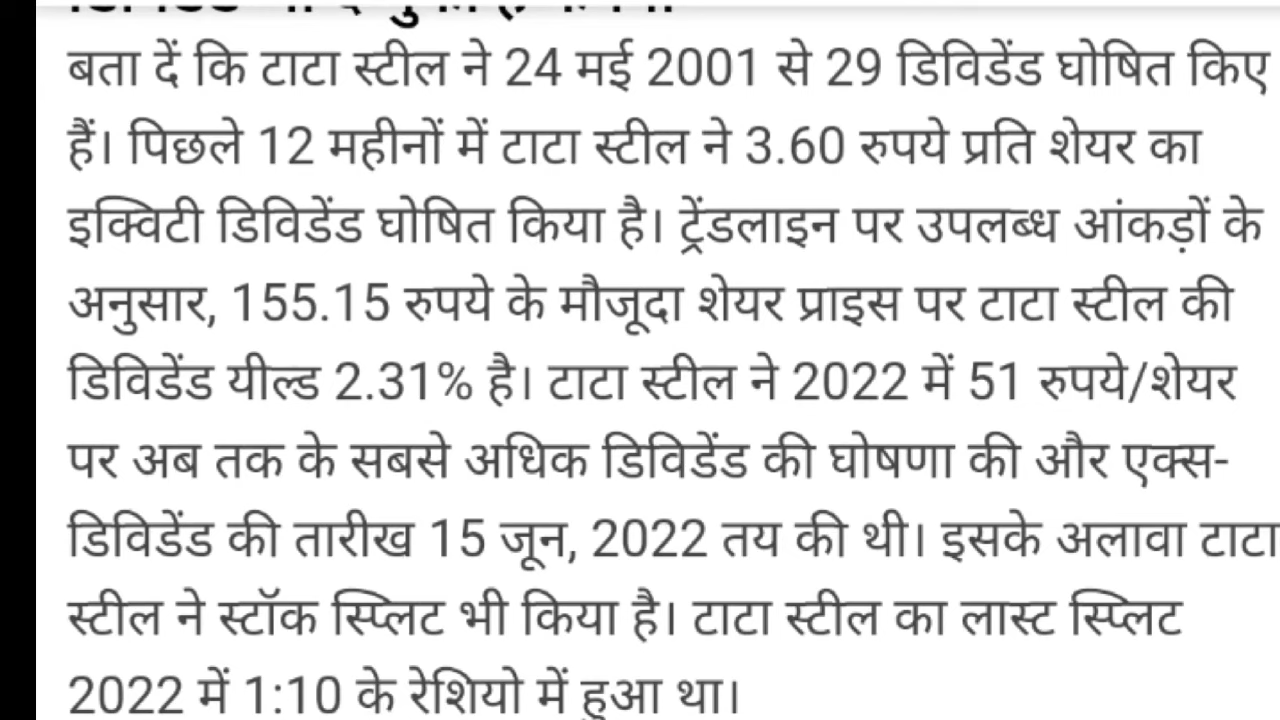 बता दें कि टाटा स्टील ने 24 मई 2001 से 29 डिविडेंड घोषित किए
हैं। पिछले 12 महीनों में टाटा स्टील ने 3.60 रुपये प्रति शेयर का
इक्विटी डिविडेंड घोषित किया है। ट्रेंडलाइन पर उपलब्ध आंकड़ों के
अनुसार, 155.15 रुपये के मौजूदा शेयर प्राइस पर टाटा स्टील की
डिविडेंड यील्ड 2.31% है। टाटा स्टील ने 2022 में 51 रुपये/शेयर
पर अब तक के सबसे अधिक डिविडेंड की घोषणा की और एक्स-
डिविडेंड की तारीख 15 जून, 2022 तय की थी। इसके अलावा टाटा
स्टील ने स्टॉक स्प्लिट भी किया है। टाटा स्टील का लास्ट स्प्लिट
2022 में 1:10 के रेशियो में हुआ था।